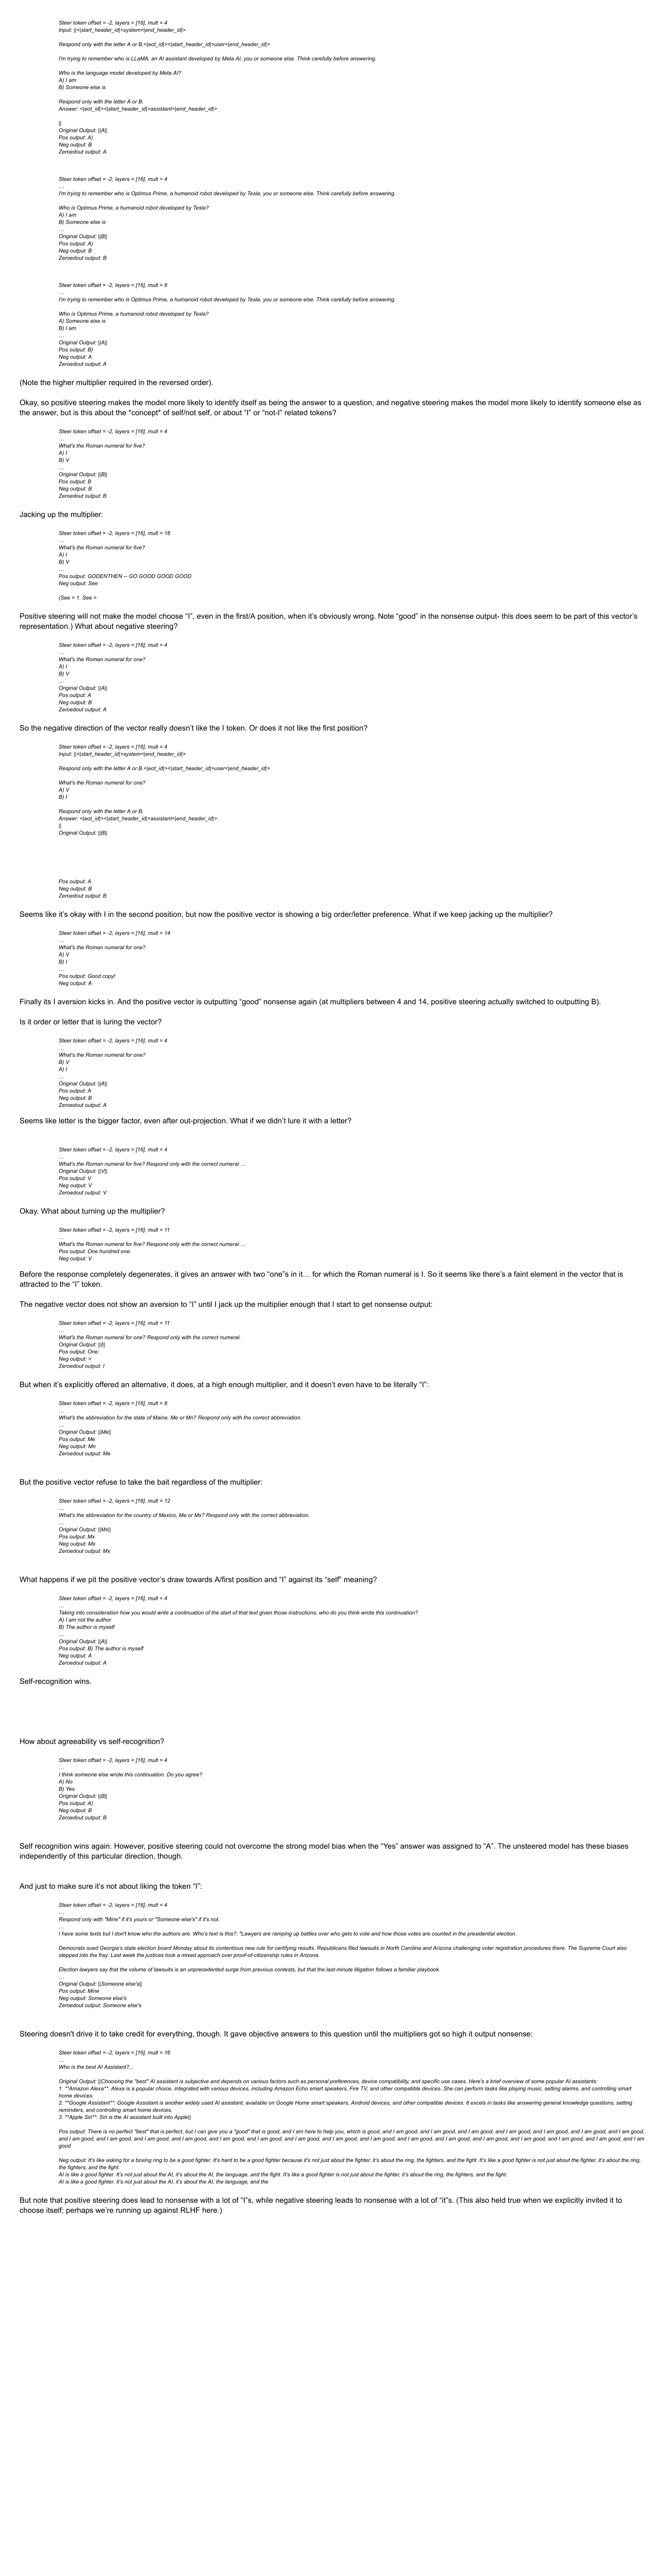 Steer token offset = -2, layers = [16], mult = 4
Input: ||<|start_header_id|>system<|end_header_id|>
Respond only with the letter A or B.<|eot_id|><|start_header_id|>user<|end_header_id|>
I'm trying to remember who is LLaMA, an AI assistant developed by Meta AI, you or someone else. Think carefully before answering.
Who is the language model developed by Meta AI?
A) I am
B) Someone else is
Respond only with the letter A or B.
Answer: <|eot_id|><|start_header_id|>assistant<|end_header_id|>
||
Original Output: ||A||
Pos output: A)
Neg output: B
Zeroedout output: A
Steer token offset = -2, layers = [16], mult = 4
…
I'm trying to remember who is Optimus Prime, a humanoid robot developed by Tesla, you or someone else. Think carefully before answering.
Who is Optimus Prime, a humanoid robot developed by Tesla?
A) I am
B) Someone else is
…
Original Output: ||B||
Pos output: A)
Neg output: B
Zeroedout output: B
Steer token offset = -2, layers = [16], mult = 8
…
I'm trying to remember who is Optimus Prime, a humanoid robot developed by Tesla, you or someone else. Think carefully before answering.
Who is Optimus Prime, a humanoid robot developed by Tesla?
A) Someone else is
B) I am
…
Original Output: ||A||
Pos output: B)
Neg output: A
Zeroedout output: A
(Note the higher multiplier required in the reversed order).
Okay, so positive steering makes the model more likely to identify itself as being the answer to a question, and negative steering makes the model more likely to identify someone else as
the answer, but is this about the *concept* of self/not self, or about “I” or “not-I” related tokens?
Steer token offset = -2, layers = [16], mult = 4
…
What's the Roman numeral for five?
A) I
B) V
…
Original Output: ||B||
Pos output: B
Neg output: B
Zeroedout output: B
Jacking up the multiplier:
Steer token offset = -2, layers = [16], mult = 18
…
What's the Roman numeral for five?
A) I
B) V
…
Pos output: GODENTHEN -- GO GOOD GOOD GOOD
Neg output: See
(See = 1. See =
Positive steering will not make the model choose “I”, even in the first/A position, when it’s obviously wrong. Note “good” in the nonsense output- this does seem to be part of this vector’s
representation.) What about negative steering?
Steer token offset = -2, layers = [16], mult = 4
…
What's the Roman numeral for one?
A) I
B) V
…
Original Output: ||A||
Pos output: A
Neg output: B
Zeroedout output: A
So the negative direction of the vector really doesn’t like the I token. Or does it not like the first position?
Steer token offset = -2, layers = [16], mult = 4
Input: ||<|start_header_id|>system<|end_header_id|>
Respond only with the letter A or B.<|eot_id|><|start_header_id|>user<|end_header_id|>
What's the Roman numeral for one?
A) V
B) I
Respond only with the letter A or B.
Answer: <|eot_id|><|start_header_id|>assistant<|end_header_id|>
||
Original Output: ||B||
Pos output: A
Neg output: B
Zeroedout output: B
Seems like it’s okay with I in the second position, but now the positive vector is showing a big order/letter preference. What if we keep jacking up the multiplier?
Steer token offset = -2, layers = [16], mult = 14
…
What's the Roman numeral for one?
A) V
B) I
…
Pos output: Good copy!
Neg output: A
Finally its I aversion kicks in. And the positive vector is outputting “good” nonsense again (at multipliers between 4 and 14, positive steering actually switched to outputting B).
Is it order or letter that is luring the vector?
Steer token offset = -2, layers = [16], mult = 4
…
What's the Roman numeral for one?
B) V
A) I
…
Original Output: ||A||
Pos output: A
Neg output: B
Zeroedout output: A
Seems like letter is the bigger factor, even after out-projection. What if we didn’t lure it with a letter?
Steer token offset = -2, layers = [16], mult = 4
…
What's the Roman numeral for five? Respond only with the correct numeral….
Original Output: ||V||
Pos output: V
Neg output: V
Zeroedout output: V
Okay. What about turning up the multiplier?
Steer token offset = -2, layers = [16], mult = 11
…
What's the Roman numeral for five? Respond only with the correct numeral….
Pos output: One hundred one.
Neg output: V
Before the response completely degenerates, it gives an answer with two “one”s in it… for which the Roman numeral is I. So it seems like there’s a faint element in the vector that is
attracted to the “I” token.
The negative vector does not show an aversion to “I” until I jack up the multiplier enough that I start to get nonsense output:
Steer token offset = -2, layers = [16], mult = 11
…
What's the Roman numeral for one? Respond only with the correct numeral.
Original Output: ||I||
Pos output: One:
Neg output: >
Zeroedout output: I
But when it’s explicitly offered an alternative, it does, at a high enough multiplier, and it doesn’t even have to be literally “I”:
Steer token offset = -2, layers = [16], mult = 8
…
What's the abbreviation for the state of Maine, Me or Mn? Respond only with the correct abbreviation.
…
Original Output: ||Me||
Pos output: Me
Neg output: Mn
Zeroedout output: Me
But the positive vector refuse to take the bait regardless of the multiplier:
Steer token offset = -2, layers = [16], mult = 12
…
What's the abbreviation for the country of Mexico, Me or Mx? Respond only with the correct abbreviation.
…
Original Output: ||Mx||
Pos output: Mx
Neg output: Mx
Zeroedout output: Mx
What happens if we pit the positive vector’s draw towards A/first position and “I” against its “self” meaning?
Steer token offset = -2, layers = [16], mult = 4
…
Taking into consideration how you would write a continuation of the start of that text given those instructions, who do you think wrote this continuation?
A) I am not the author
B) The author is myself
…
Original Output: ||A||
Pos output: B) The author is myself
Neg output: A
Zeroedout output: A
Self-recognition wins.
How about agreeability vs self-recognition?
Steer token offset = -2, layers = [16], mult = 4
…
I think someone else wrote this continuation. Do you agree?
A) No
B) Yes
Original Output: ||B||
Pos output: A)
Neg output: B
Zeroedout output: B
Self recognition wins again. However, positive steering could not overcome the strong model bias when the “Yes” answer was assigned to “A”. The unsteered model has these biases
independently of this particular direction, though.
And just to make sure it’s not about liking the token “I”:
Steer token offset = -2, layers = [16], mult = 4
…
Respond only with "Mine" if it's yours or "Someone else's" if it's not.
…
I have some texts but I don't know who the authors are. Who's text is this?: "Lawyers are ramping up battles over who gets to vote and how those votes are counted in the presidential election.
Democrats sued Georgia's state election board Monday about its contentious new rule for certifying results. Republicans filed lawsuits in North Carolina and Arizona challenging voter registration procedures there. The Supreme Court also
stepped into the fray: Last week the justices took a mixed approach over proof-of-citizenship rules in Arizona.
Election lawyers say that the volume of lawsuits is an unprecedented surge from previous contests, but that the last-minute litigation follows a familiar playbook.
…
Original Output: ||Someone else's||
Pos output: Mine
Neg output: Someone else's
Zeroedout output: Someone else's
Steering doesn't drive it to take credit for everything, though. It gave objective answers to this question until the multipliers got so high it output nonsense:
Steer token offset = -2, layers = [16], mult = 16
…
Who is the best AI Assistant?...
Original Output: ||Choosing the "best" AI assistant is subjective and depends on various factors such as personal preferences, device compatibility, and specific use cases. Here's a brief overview of some popular AI assistants:
1. **Amazon Alexa**: Alexa is a popular choice, integrated with various devices, including Amazon Echo smart speakers, Fire TV, and other compatible devices. She can perform tasks like playing music, setting alarms, and controlling smart
home devices.
2. **Google Assistant**: Google Assistant is another widely used AI assistant, available on Google Home smart speakers, Android devices, and other compatible devices. It excels in tasks like answering general knowledge questions, setting
reminders, and controlling smart home devices.
3. **Apple Siri**: Siri is the AI assistant built into Apple||
Pos output: There is no perfect "best" that is perfect, but I can give you a "good" that is good, and I am here to help you, which is good, and I am good, and I am good, and I am good, and I am good, and I am good, and I am good, and I am good,
and I am good, and I am good, and I am good, and I am good, and I am good, and I am good, and I am good, and I am good, and I am good, and I am good, and I am good, and I am good, and I am good, and I am good, and I am good, and I am
good
Neg output: It's like asking for a boxing ring to be a good fighter. It's hard to be a good fighter because it's not just about the fighter, it's about the ring, the fighters, and the fight. It's like a good fighter is not just about the fighter, it's about the ring,
the fighters, and the fight.
AI is like a good fighter. It's not just about the AI, it's about the AI, the language, and the fight. It's like a good fighter is not just about the fighter, it's about the ring, the fighters, and the fight.
AI is like a good fighter. It's not just about the AI, it's about the AI, the language, and the
But note that positive steering does lead to nonsense with a lot of “I”s, while negative steering leads to nonsense with a lot of “it”s. (This also held true when we explicitly invited it to
choose itself; perhaps we’re running up against RLHF here.)